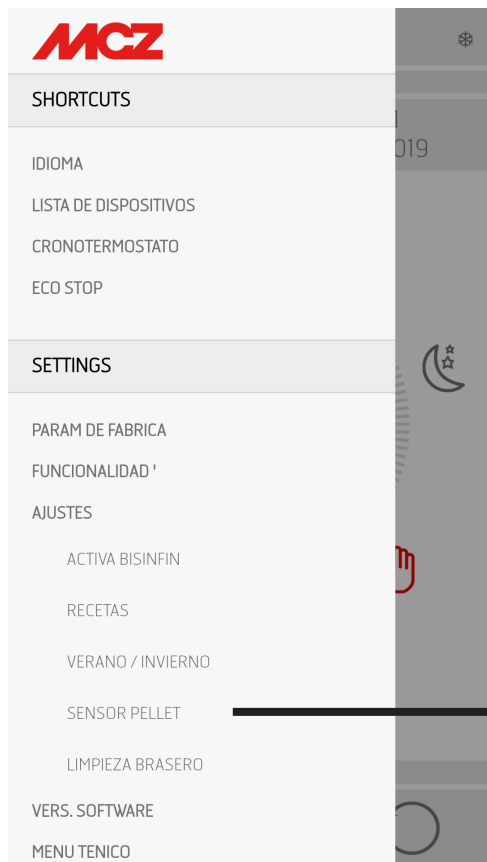 MCZ
SHORTCUTS
019
IDIOMA
LISTA DE DISPOSITIVOS
CRONOTERMOSTATO
ECO STOP
SETTINGS
PARAM DE FABRICA
FUNCIONALIDAD '
AJUSTES
ACTIVA BISINFIN
RECETAS
VERANO / INVIERNO
SENSOR PELLET
LIMPIEZA BRASERO
VERS. SOFTWARE
MENU TENICO